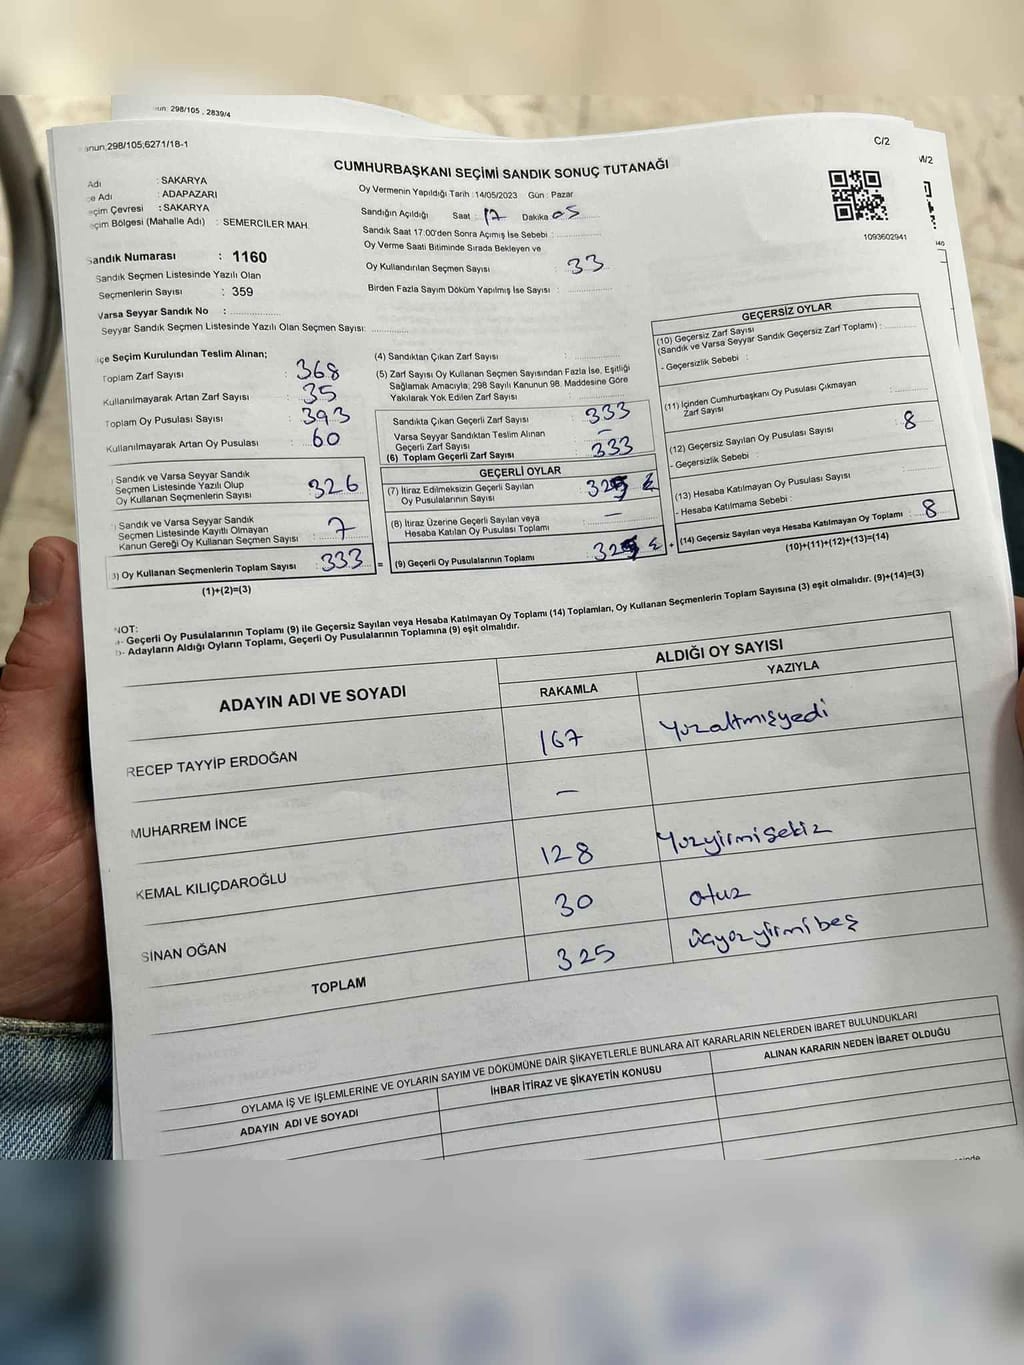 298/105 , 2839/4
298/105;6271/18-1
C/2
CUMHURBAŞKANI SEÇİMİ SANDIK SONUÇ TUTANAĞI
Adı : SAKARYA
Adı : ADAPAZARI
Çevresi : SAKARYA
Bölgesi (Mahalle Adı) : SEMERCİLER MAH.
Sandık Numarası : 1160
Sandık Seçmen Listesinde Yazılı Olan
Seçmenlerin Sayısı : 359
Varsa Seyyar Sandık No :
Seyyar Sandık Seçmen Listesinde Yazılı Olan Seçmen Sayısı:
Oy Vermenin Yapıldığı Tarih :14/05/2023 Gün : Pazar
Sandığın Açıldığı Saat : 17 Dakika 05
Sandık Saat 17:00'den Sonra Açımış İse Sebebi :
Oy Verme Saati Bitiminde Sırada Bekleyen ve
Oy Kullandırılan Seçmen Sayısı : 33
Birden Fazla Sayım Döküm Yapılmış İse Sayısı :
1093602941
Seçim Kurulundan Teslim Alınan;
Toplam Zarf Sayısı : 368
Kullanılmayarak Artan Zarf Sayısı : 35
Toplam Oy Pusulası Sayısı : 393
Kullanılmayarak Artan Oy Pusulası : 60
Sandık ve Varsa Seyyar Sandık
Seçmen Listesinde Yazılı Olup
Oy Kullanan Seçmenlerin Sayısı : 326
Sandık ve Varsa Seyyar Sandık
Seçmen Listesinde Kayıtlı Olmayan
Kanun Gereği Oy Kullanan Seçmen Sayısı : 7
3) Oy Kullanan Seçmenlerin Toplam Sayısı : 333
(1)+(2)=(3)
(4) Sandıktan Çıkan Zarf Sayısı :
(5) Zarf Sayısı Oy Kullanan Seçmen Sayısından Fazla İse, Eşitliği
Sağlamak Amacıyla; 298 Sayılı Kanunun 98. Maddesine Göre
Yakılarak Yok Edilen Zarf Sayısı :
Sandıkta Çıkan Geçerli Zarf Sayısı : 333
Varsa Seyyar Sandıktan Teslim Alınan
Geçerli Zarf Sayısı : —
(6) Toplam Geçerli Zarf Sayısı : 333
GEÇERLİ OYLAR
(7) İtiraz Edilmeksizin Geçerli Sayılan
Oy Pusulalarının Sayısı : 325
(8) İtiraz Üzerine Geçerli Sayılan veya
Hesaba Katılan Oy Pusulası Toplamı : —
= (9) Geçerli Oy Pusulalarının Toplamı : 325 +
GEÇERSİZ OYLAR
(10) Geçersiz Zarf Sayısı
(Sandık ve Varsa Seyyar Sandık Geçersiz Zarf Toplamı) :
- Geçersizlik Sebebi :
(11) İçinden Cumhurbaşkanı Oy Pusulası Çıkmayan
Zarf Sayısı :
(12) Geçersiz Sayılan Oy Pusulası Sayısı : 8
- Geçersizlik Sebebi :
(13) Hesaba Katılmayan Oy Pusulası Sayısı :
- Hesaba Katılmama Sebebi :
(14) Geçersiz Sayılan veya Hesaba Katılmayan Oy Toplamı : 8
(10)+(11)+(12)+(13)=(14)
NOT:
a- Geçerli Oy Pusulalarının Toplamı (9) ile Geçersiz Sayılan veya Hesaba Katılmayan Oy Toplamı (14) Toplamları, Oy Kullanan Seçmenlerin Toplam Sayısına (3) eşit olmalıdır. (9)+(14)=(3)
b- Adayların Aldığı Oyların Toplamı, Geçerli Oy Pusulalarının Toplamına (9) eşit olmalıdır.
ADAYIN ADI VE SOYADI
ALDIĞI OY SAYISI
RAKAMLA YAZIYLA
RECEP TAYYİP ERDOĞAN 167 Yüzaltmışyedi
MUHARREM İNCE —
KEMAL KILIÇDAROĞLU 128 Yüzyirmisekiz
SİNAN OĞAN 30 otuz
TOPLAM 325 üçyüzyirmibeş
OYLAMA İŞ VE İŞLEMLERİNE VE OYLARIN SAYIM VE DÖKÜMÜNE DAİR ŞİKAYETLERLE BUNLARA AİT KARARLARIN NELERDEN İBARET BULUNDUKLARI
ADAYIN ADI VE SOYADI İHBAR İTİRAZ VE ŞİKAYETİN KONUSU ALINAN KARARIN NEDEN İBARET OLDUĞU